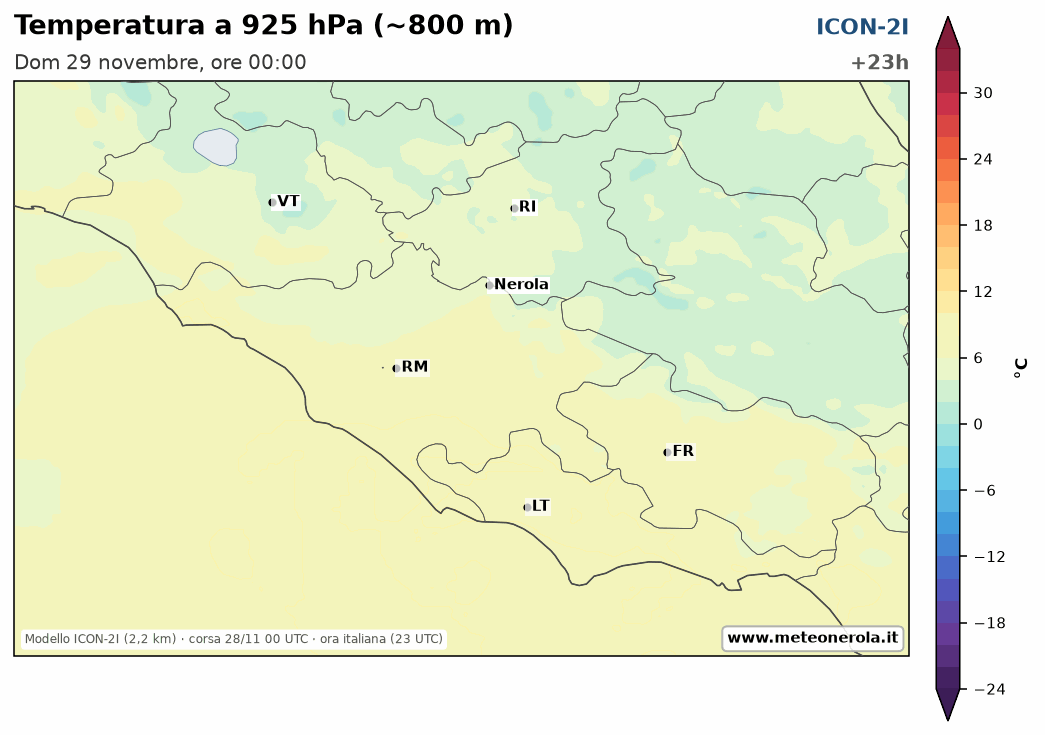 Temperatura a 925 hPa (~800 m)
ICON-2I
Dom 29 novembre, ore 00:00
+23h
VT
RI
Nerola
RM
FR
LT
30
24
18
12
6
0
−6
−12
−18
−24
°C
Modello ICON-2I (2,2 km) · corsa 28/11 00 UTC · ora italiana (23 UTC)
www.meteonerola.it